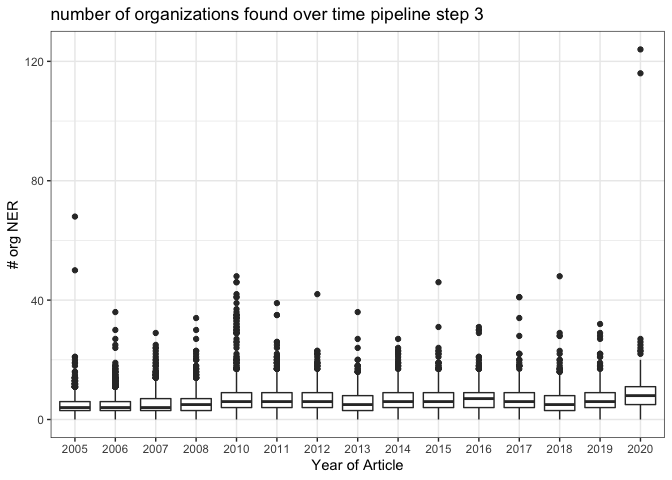 number of organizations found over time pipeline step 3
120
80
40
0
# org NER
2005 2006 2007 2008 2010 2011 2012 2013 2014 2015 2016 2017 2018 2019 2020
Year of Article